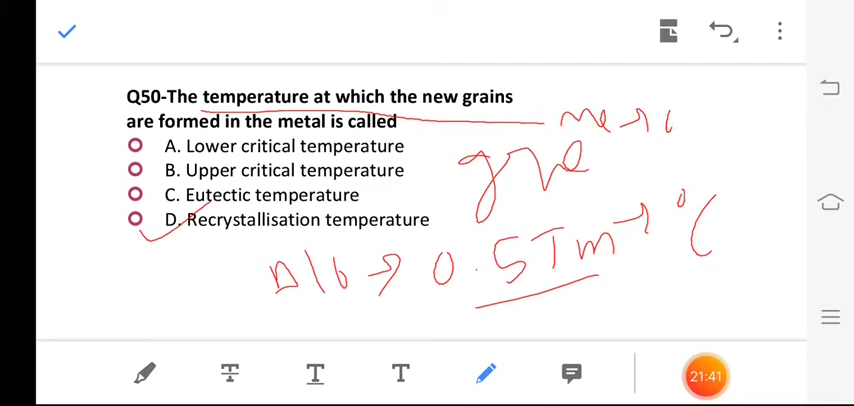 Q50-The temperature at which the new grains
are formed in the metal is called
A. Lower critical temperature
B. Upper critical temperature
C. Eutectic temperature
D. Recrystallisation temperature
0.5Tm → °C
T T T
21:41